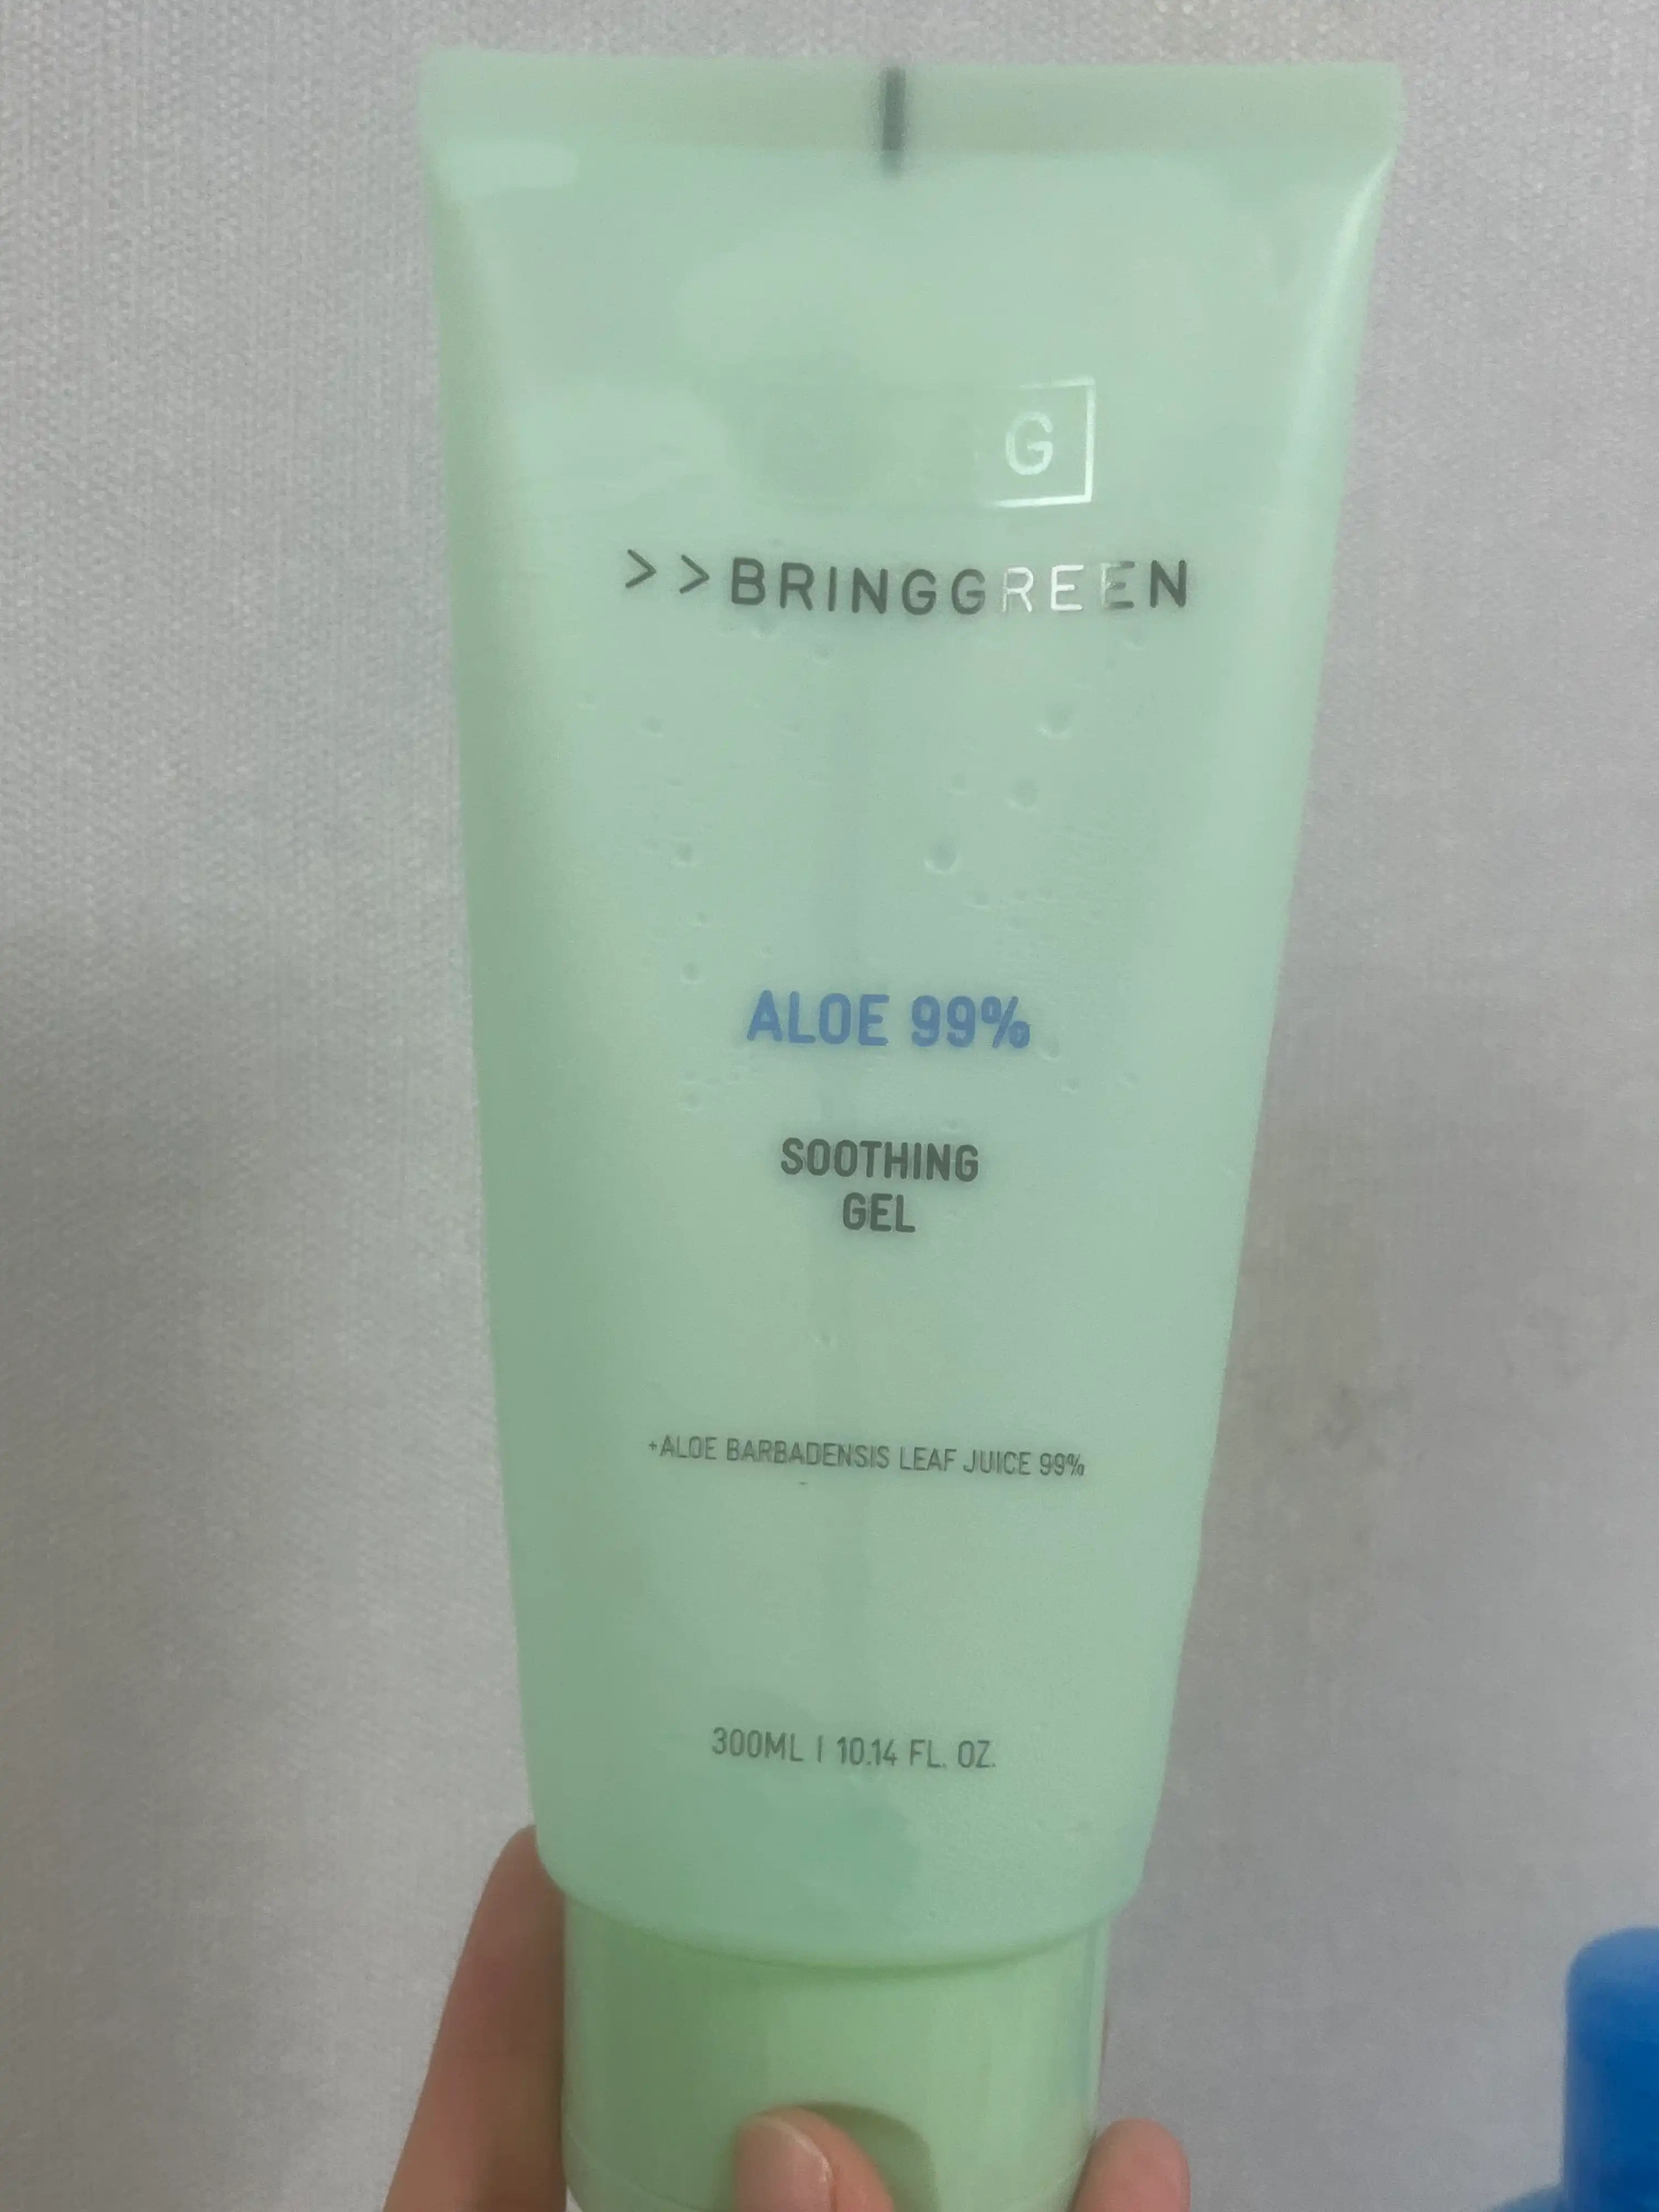 G
>>BRINGGREEN
ALOE 99%
SOOTHING
GEL
+ALOE BARBADENSIS LEAF JUICE 99%
300ML | 10.14 FL. OZ.